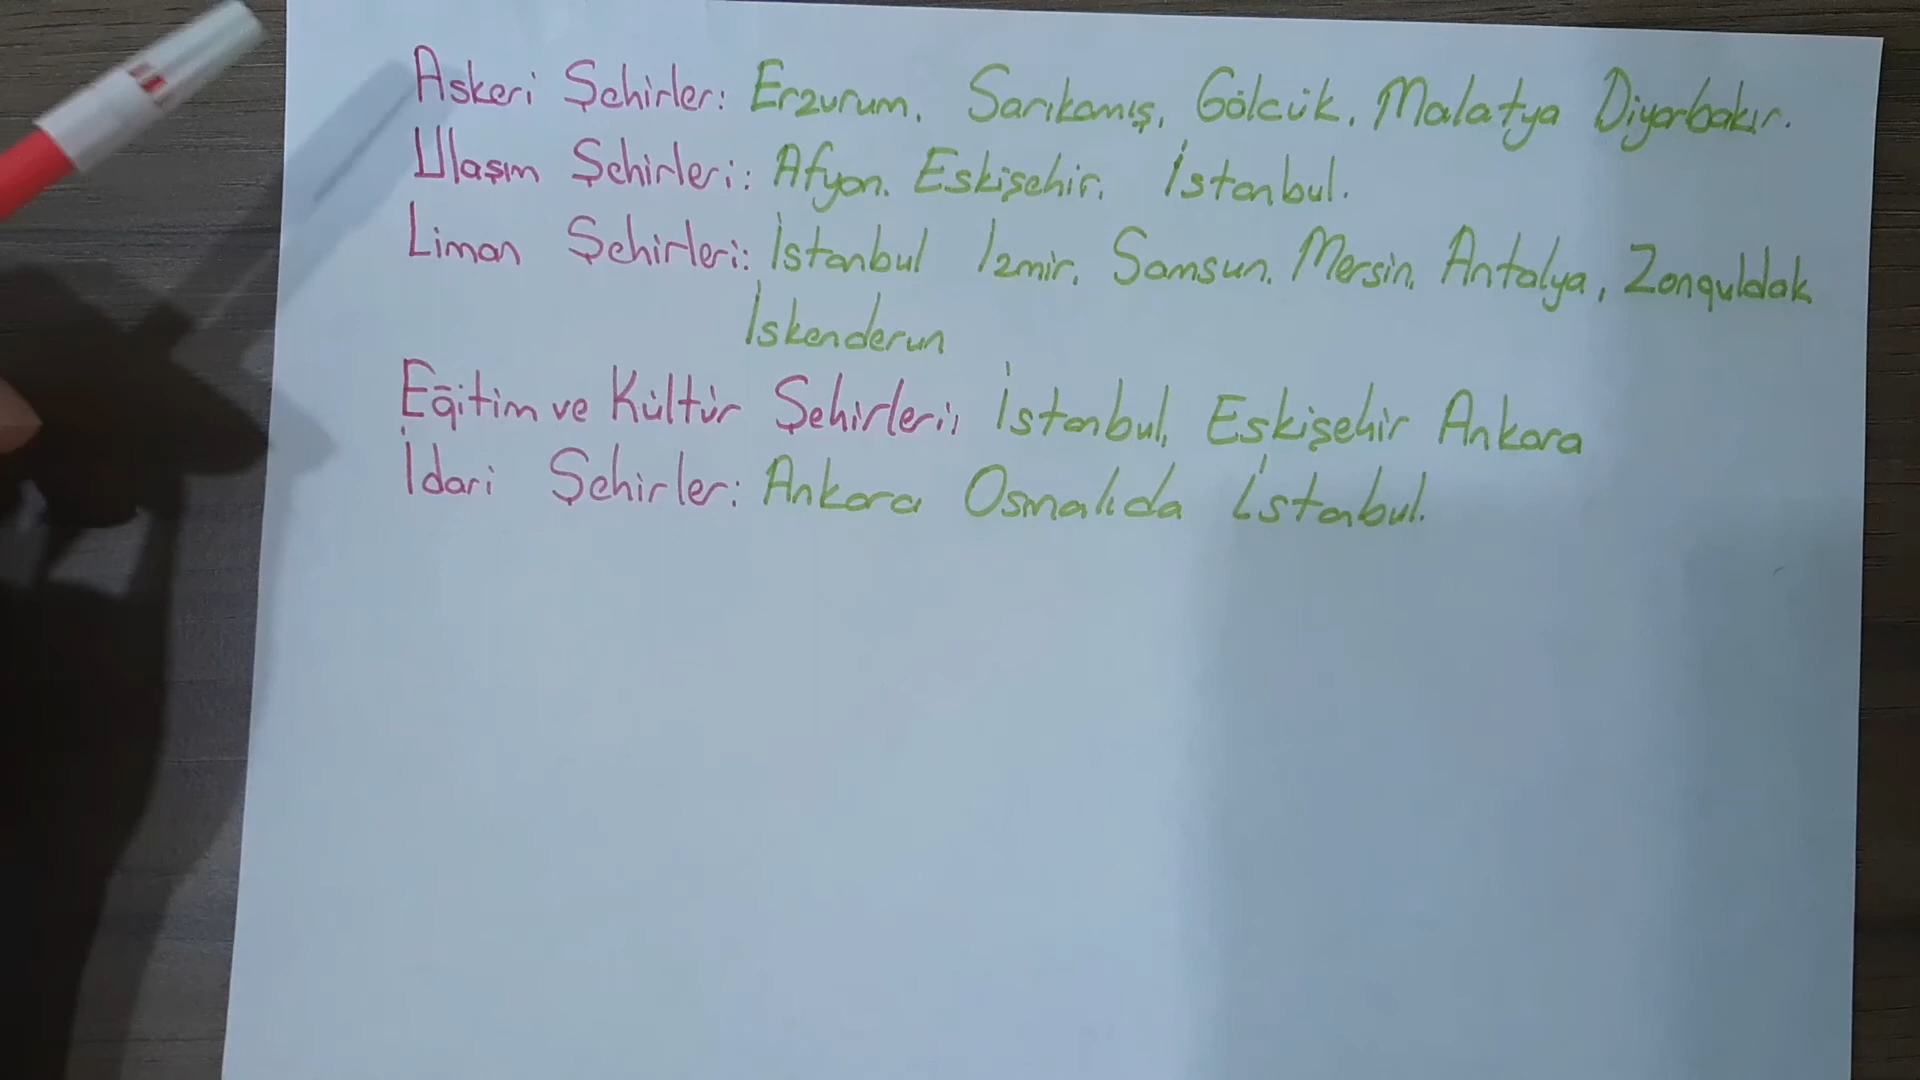 Askeri Şehirler: Erzurum, Sarıkamış, Gölcük, Malatya Diyarbakır.
Ulaşım Şehirleri: Afyon, Eskişehir, İstanbul.
Liman Şehirleri: İstanbul İzmir, Samsun, Mersin, Antalya, Zonguldak
İskenderun
Eğitim ve Kültür Şehirleri: İstanbul, Eskişehir Ankara
İdari Şehirler: Ankara Osmalıda İstanbul.